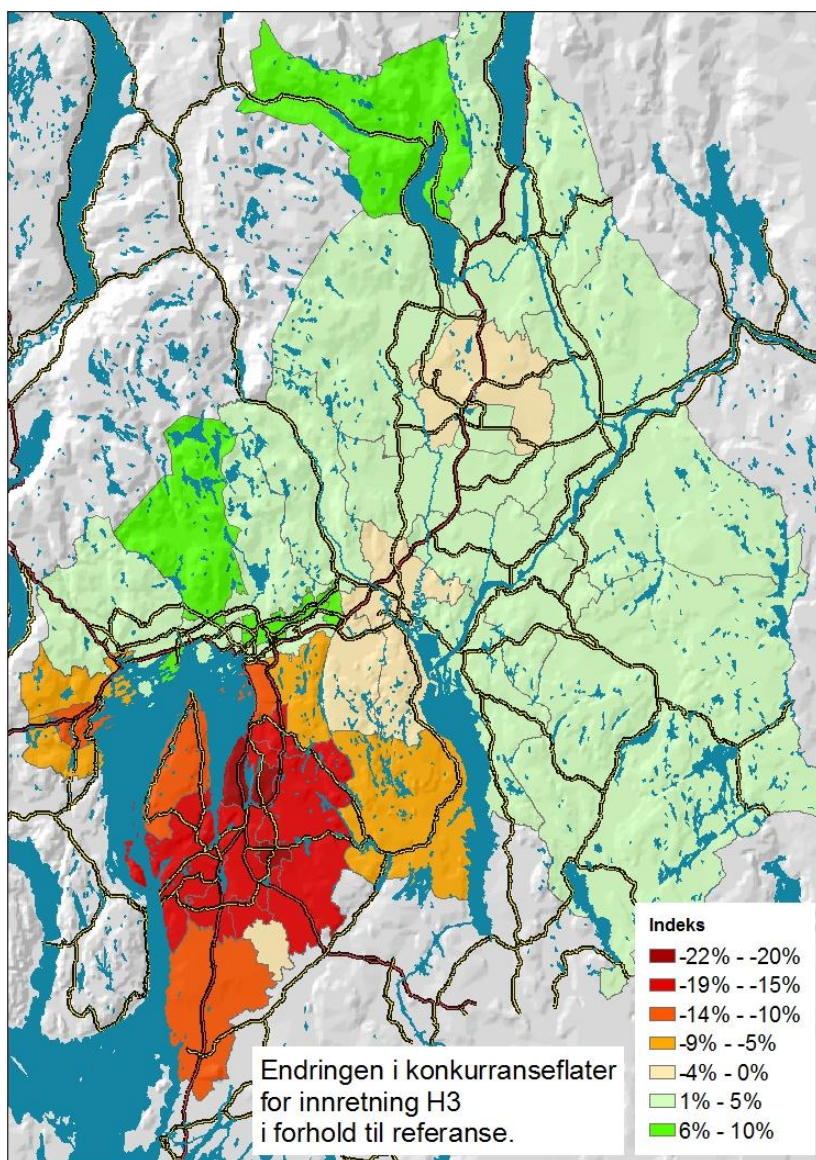 Indeks
-22% - -20%
-19% - -15%
-14% - -10%
-9% - -5%
-4% - 0%
1% - 5%
6% - 10%
Endringen i konkurranseflater
for innretning H3
i forhold til referanse.